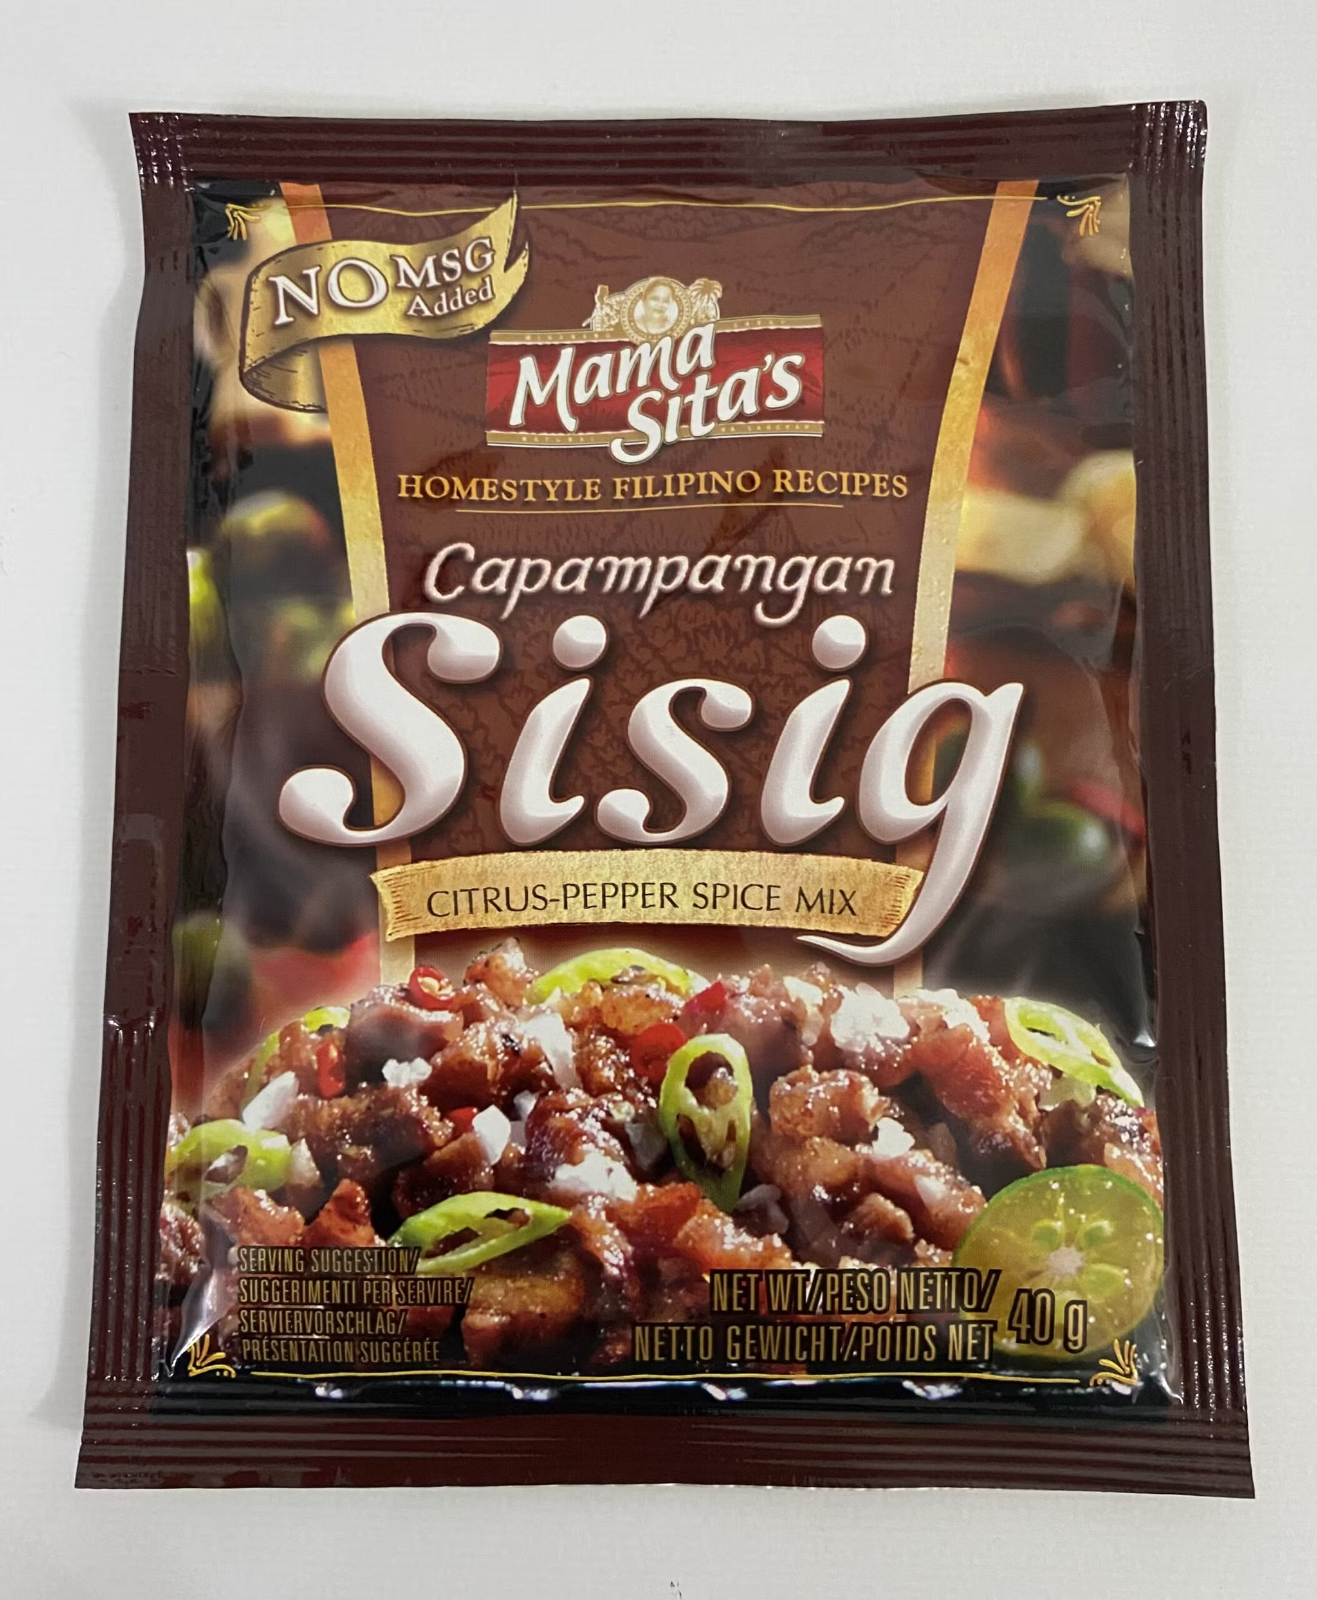 NO MSG
Added
Mama
Sita's
HOMESTYLE FILIPINO RECIPES
Capampangan
Sisig
CITRUS-PEPPER SPICE MIX
SERVING SUGGESTION/
SUGGERIMENTI PER SERVIRE/
SERVIERVORSCHLAG/
PRÉSENTATION SUGGÉRÉE
NET WT/PESO NETTO/
NETTO GEWICHT/POIDS NET 40 g